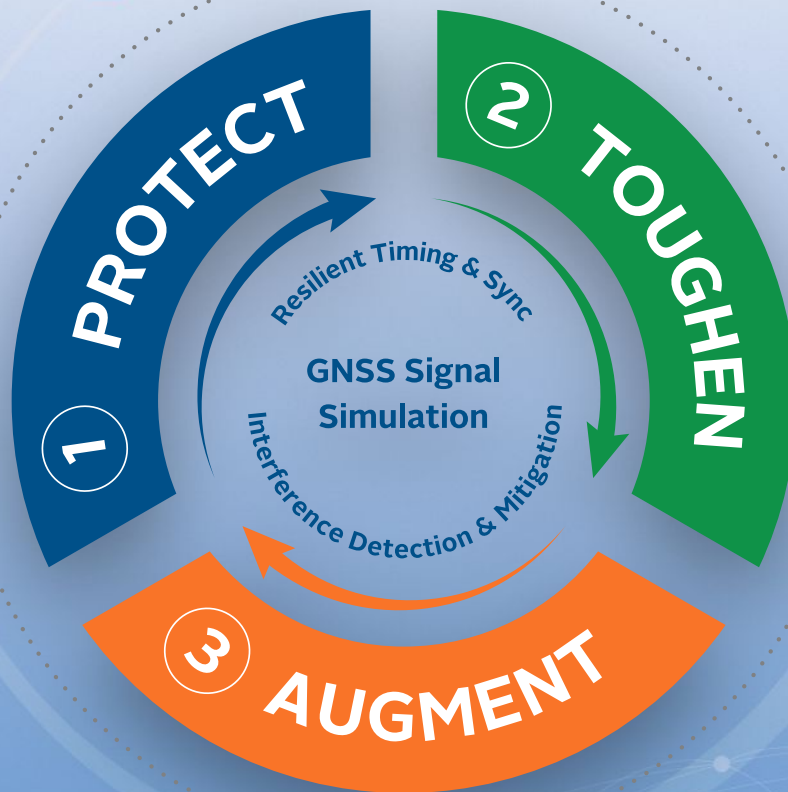 1 PROTECT
2 TOUGHEN
3 AUGMENT
Resilient Timing & Sync
GNSS Signal
Simulation
Interference Detection & Mitigation